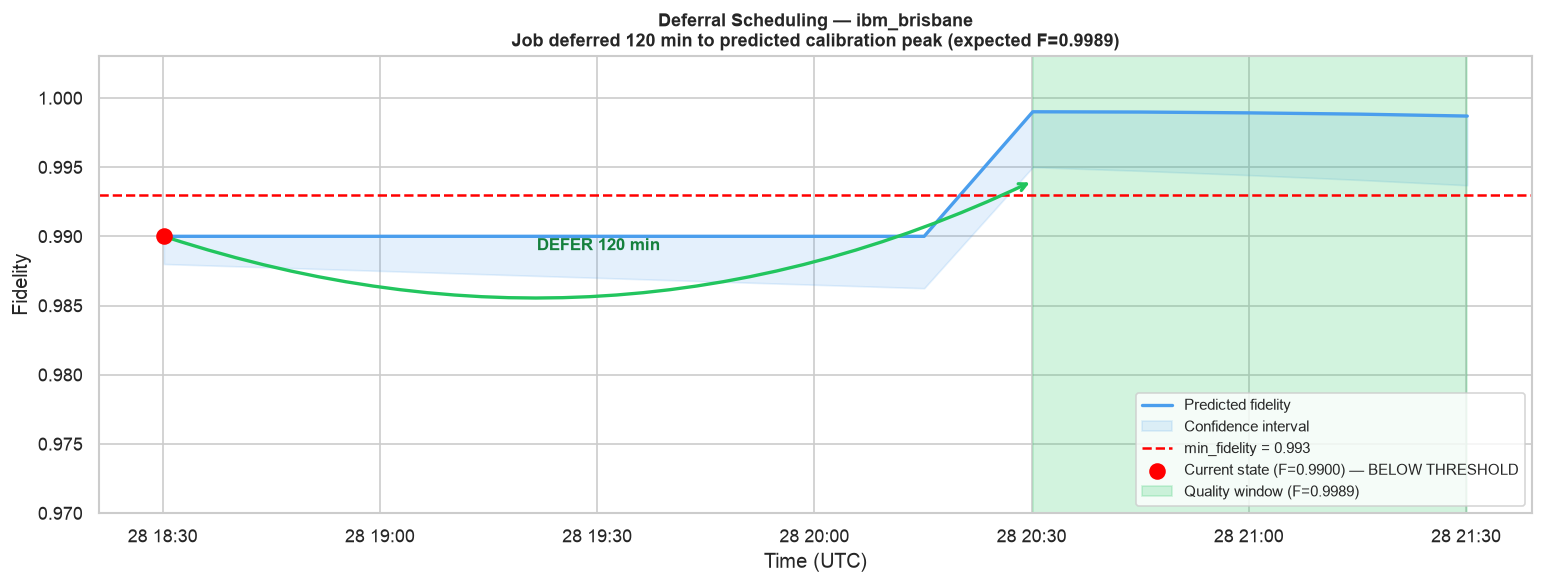 Deferral Scheduling — ibm_brisbane
Job deferred 120 min to predicted calibration peak (expected F=0.9989)
Fidelity
1.000
0.995
0.990
0.985
0.980
0.975
0.970
DEFER 120 min
Predicted fidelity
Confidence interval
min_fidelity = 0.993
Current state (F=0.9900) — BELOW THRESHOLD
Quality window (F=0.9989)
28 18:30
28 19:00
28 19:30
28 20:00
28 20:30
28 21:00
28 21:30
Time (UTC)